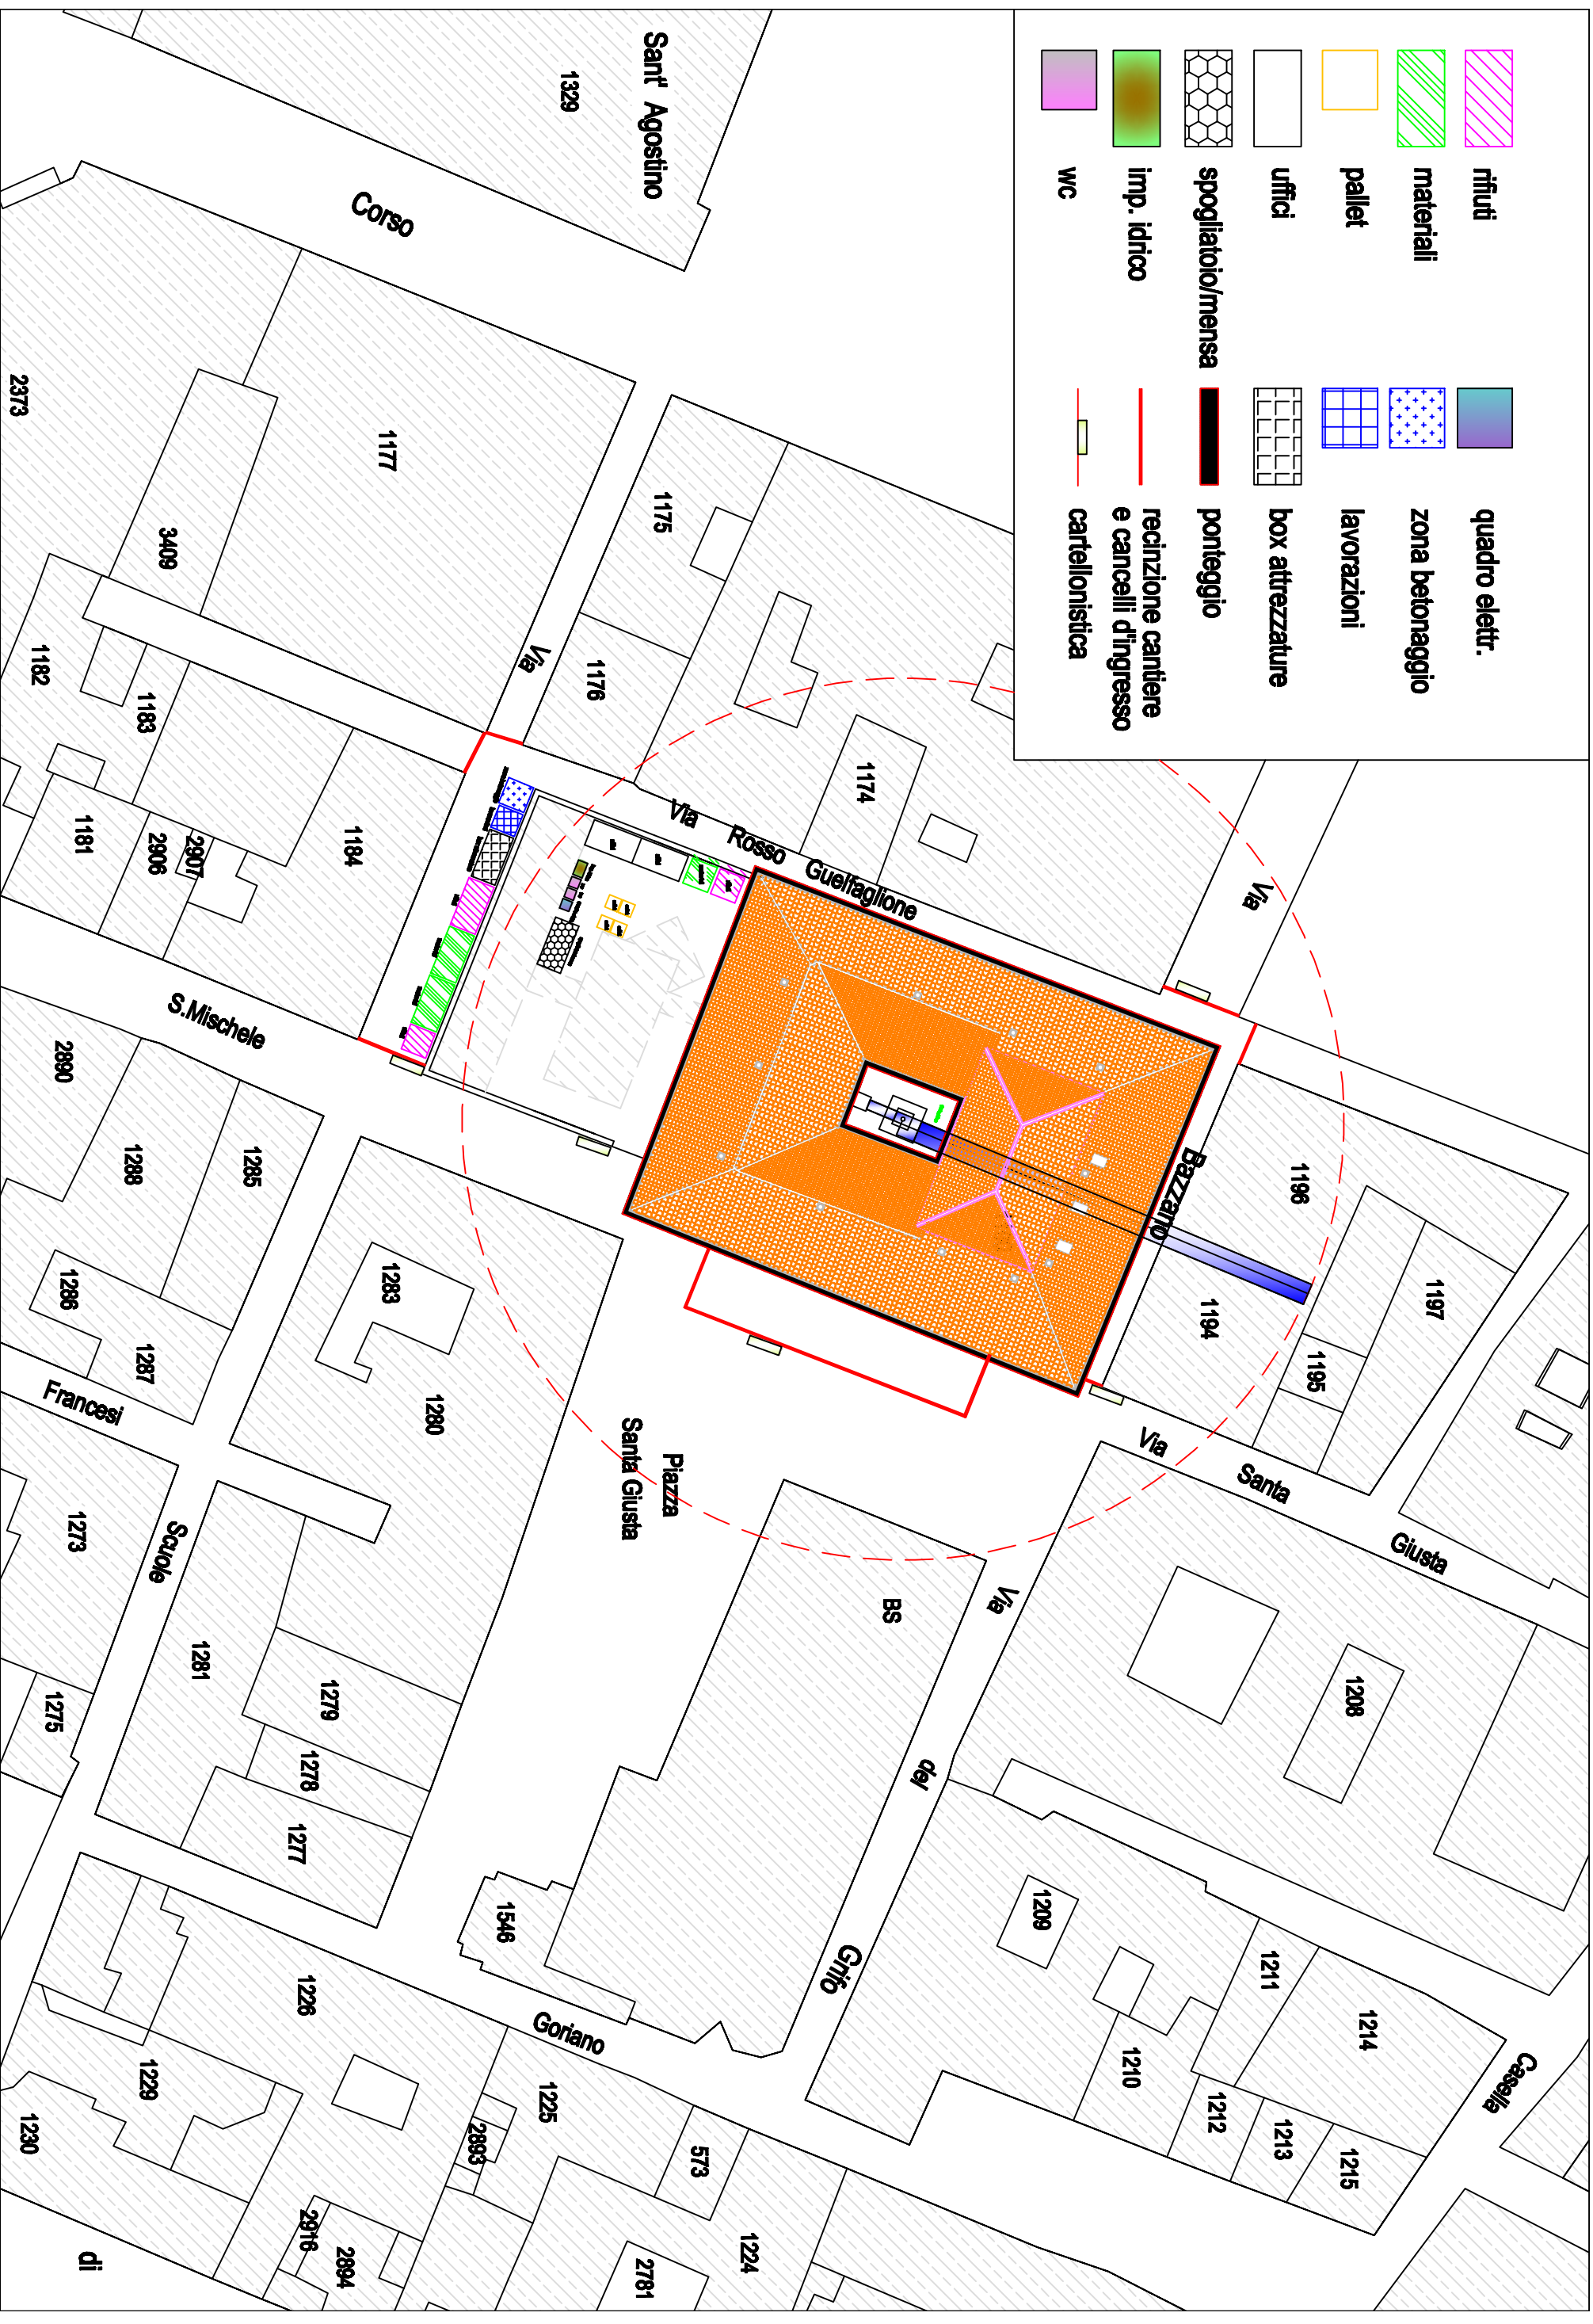 rifiuti
materiali
pallet
uffici
spogliatoio/mensa
imp. idrico
wc
quadro elettr.
zona betonaggio
lavorazioni
box attrezzature
ponteggio
recinzione cantiere
e cancelli d'ingresso
cartellonistica
Sant' Agostino
1329
Corso
2373
1177
3409
1175
1176
Via
1174
Via Rosso Guelfaglione
Via
Bazzano
1182
1183
1181
2906
2907
1184
S.Mischele
2890
1288
1285
1286
1287
1283
1280
Francesi
1273
Scuole
1275
1281
1279
1278
1277
Piazza
Santa Giusta
BS
1196
1194
1197
1195
Via Santa Giusta
1208
Via del Grifo
1209
1211
1214
1210
1212
1213
1215
Casella
1546
Goriano
1226
1229
1230
1225
2893
573
1224
2781
2916
2894
di